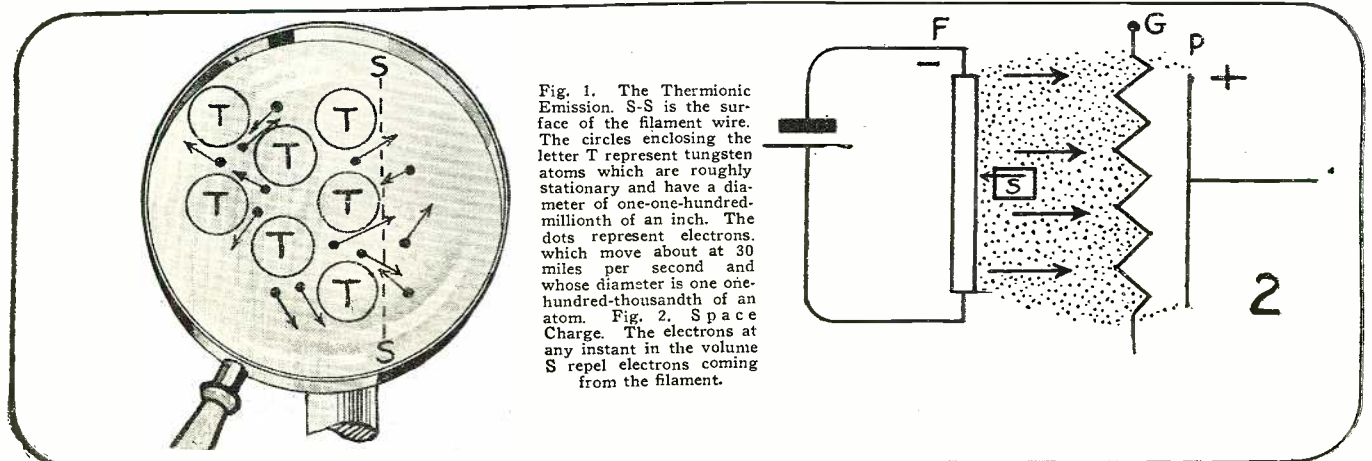 S
T
T
T
T
T
T
T
S
Fig. 1. The Thermionic
Emission. S-S is the sur-
face of the filament wire.
The circles enclosing the
letter T represent tungsten
atoms which are roughly
stationary and have a dia-
meter of one-one-hundred-
millionth of an inch. The
dots represent electrons.
which move about at 30
miles per second and
whose diameter is one one-
hundred-thousandth of an
atom. Fig. 2. Space
Charge. The electrons at
any instant in the volume
S repel electrons coming
from the filament.
F
-
G
P
+
S
2